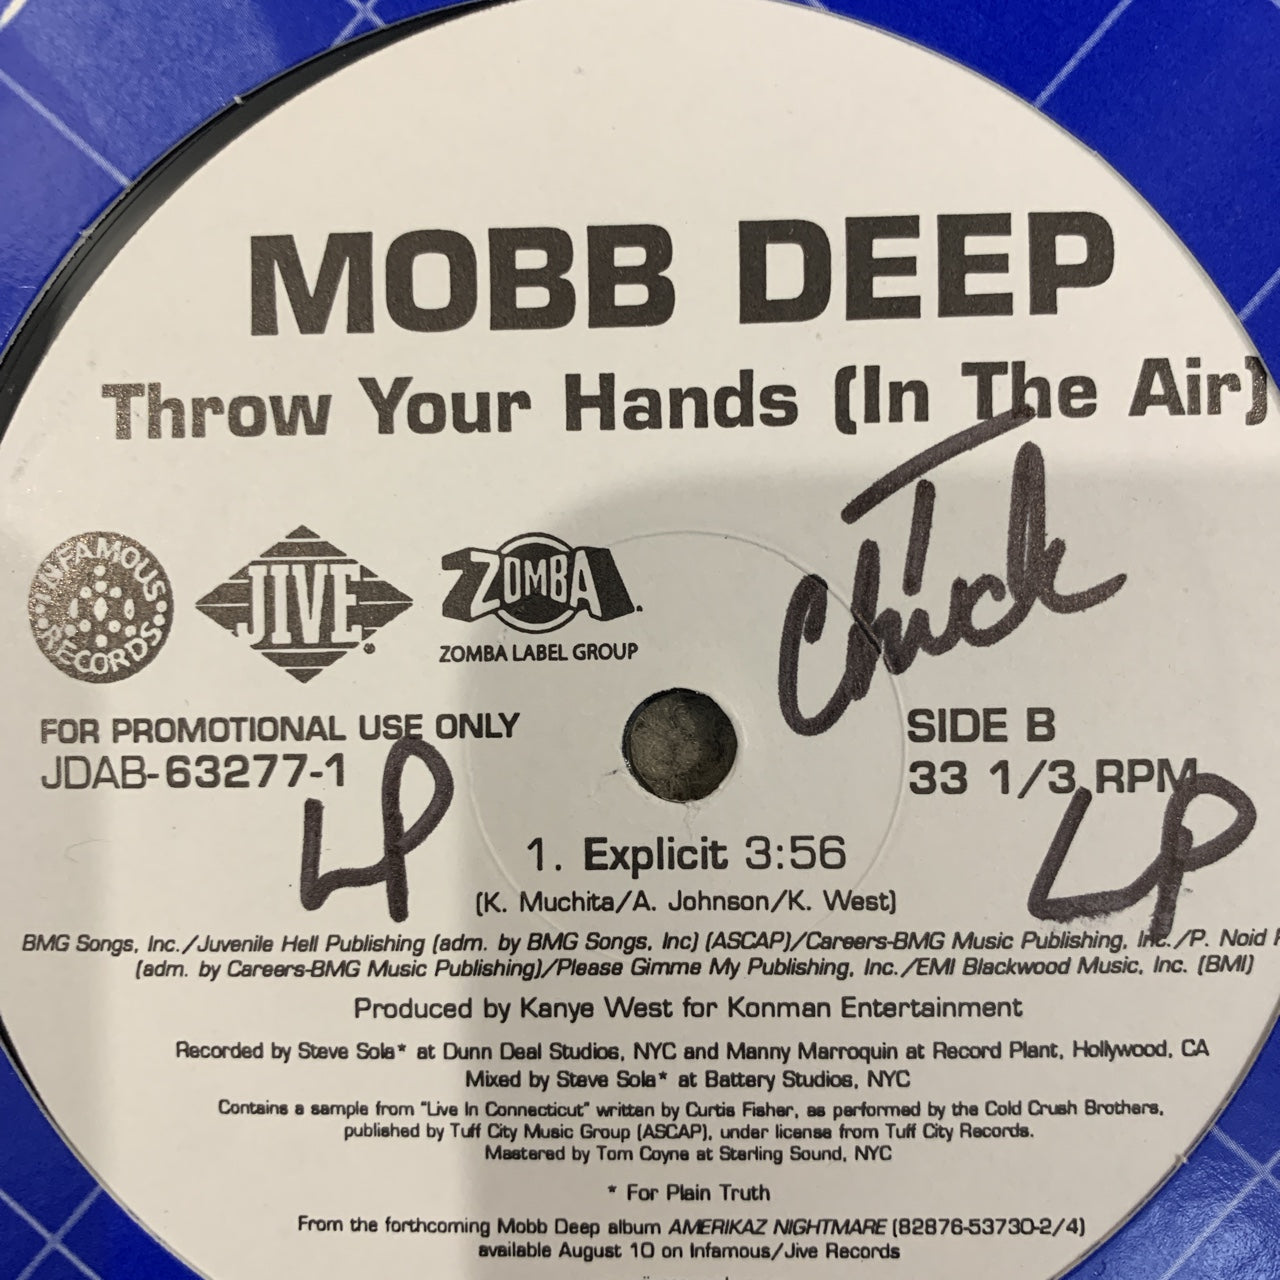 MOBB DEEP
Throw Your Hands (In The Air)
Chuck
INFAMOUS RECORDS
JIVE
ZOMBA
ZOMBA LABEL GROUP
FOR PROMOTIONAL USE ONLY
JDAB-63277-1
SIDE B
33 1/3 RPM
LP
LP
1. Explicit 3:56
(K. Muchita/A. Johnson/K. West)
BMG Songs, Inc./Juvenile Hell Publishing (adm. by BMG Songs, Inc) (ASCAP)/Careers-BMG Music Publishing, Inc./P. Noid
(adm. by Careers-BMG Music Publishing)/Please Gimme My Publishing, Inc./EMI Blackwood Music, Inc. (BMI)
Produced by Kanye West for Konman Entertainment
Recorded by Steve Sola* at Dunn Deal Studios, NYC and Manny Marroquin at Record Plant, Hollywood, CA
Mixed by Steve Sola* at Battery Studios, NYC
Contains a sample from "Live In Connecticut" written by Curtis Fisher, as performed by the Cold Crush Brothers,
published by Tuff City Music Group (ASCAP), under license from Tuff City Records.
Mastered by Tom Coyne at Sterling Sound, NYC
* For Plain Truth
From the forthcoming Mobb Deep album AMERIKAZ NIGHTMARE (82876-53730-2/4)
available August 10 on Infamous/Jive Records